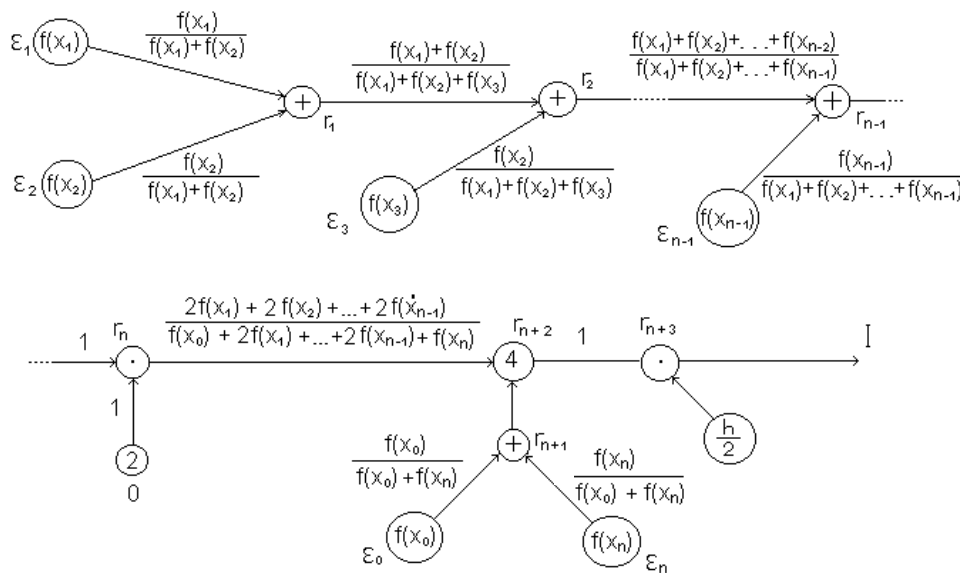 ε₁ f(x₁) f(x₁) / f(x₁)+f(x₂)
f(x₁)+f(x₂) / f(x₁)+f(x₂)+f(x₃)
f(x₁)+f(x₂)+...+f(xₙ₋₂) / f(x₁)+f(x₂)+...+f(xₙ₋₁)
+ r₁ + r₂ + rₙ₋₁
ε₂ f(x₂) f(x₂) / f(x₁)+f(x₂)
ε₃ f(x₃) f(x₂) / f(x₁)+f(x₂)+f(x₃)
εₙ₋₁ f(xₙ₋₁) f(xₙ₋₁) / f(x₁)+f(x₂)+...+f(xₙ₋₁)
1 rₙ · 2f(x₁) + 2f(x₂) +...+ 2f(xₙ₋₁) / f(x₀) + 2f(x₁) +...+2f(xₙ₋₁) + f(xₙ)
rₙ₊₂ 4 1 rₙ₊₃ · I
1
2
0
h/2
+ rₙ₊₁
f(x₀) / f(x₀)+f(xₙ)
f(xₙ) / f(x₀) + f(xₙ)
ε₀ f(x₀)
f(xₙ) εₙ